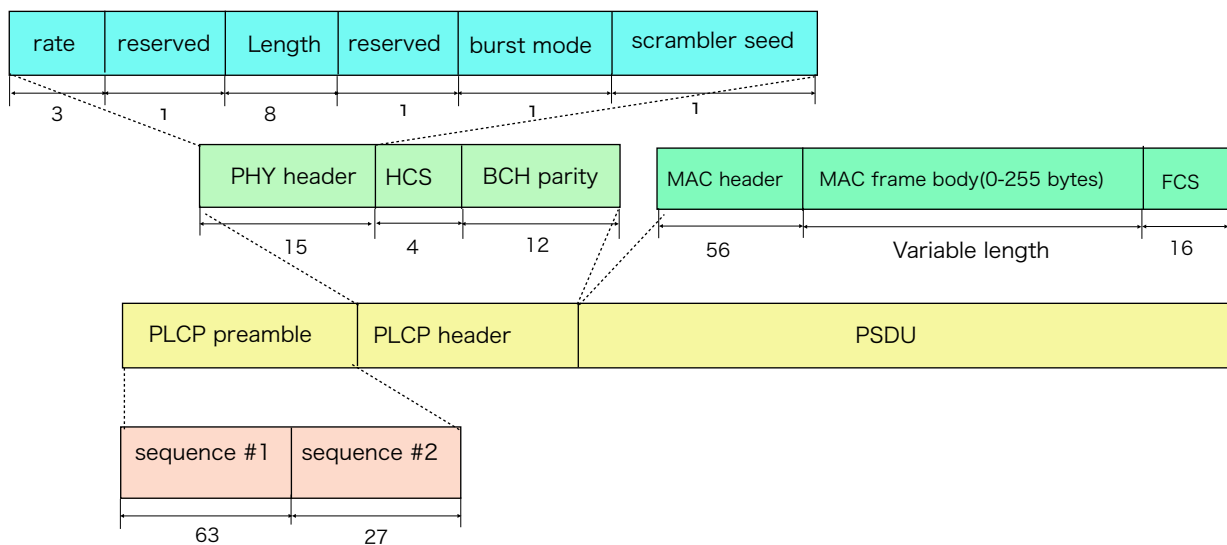 rate reserved Length reserved burst mode scrambler seed
3 1 8 1 1 1
PHY header HCS BCH parity
15 4 12
MAC header MAC frame body(0-255 bytes) FCS
56 Variable length 16
PLCP preamble PLCP header PSDU
sequence #1 sequence #2
63 27